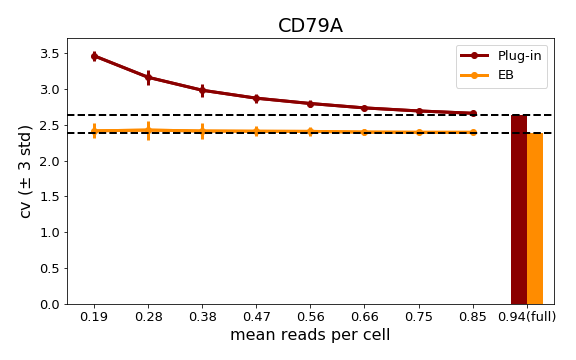 CD79A
cv (± 3 std)
3.5
3.0
2.5
2.0
1.5
1.0
0.5
0.0
Plug-in
EB
0.19 0.28 0.38 0.47 0.56 0.66 0.75 0.85 0.94(full)
mean reads per cell